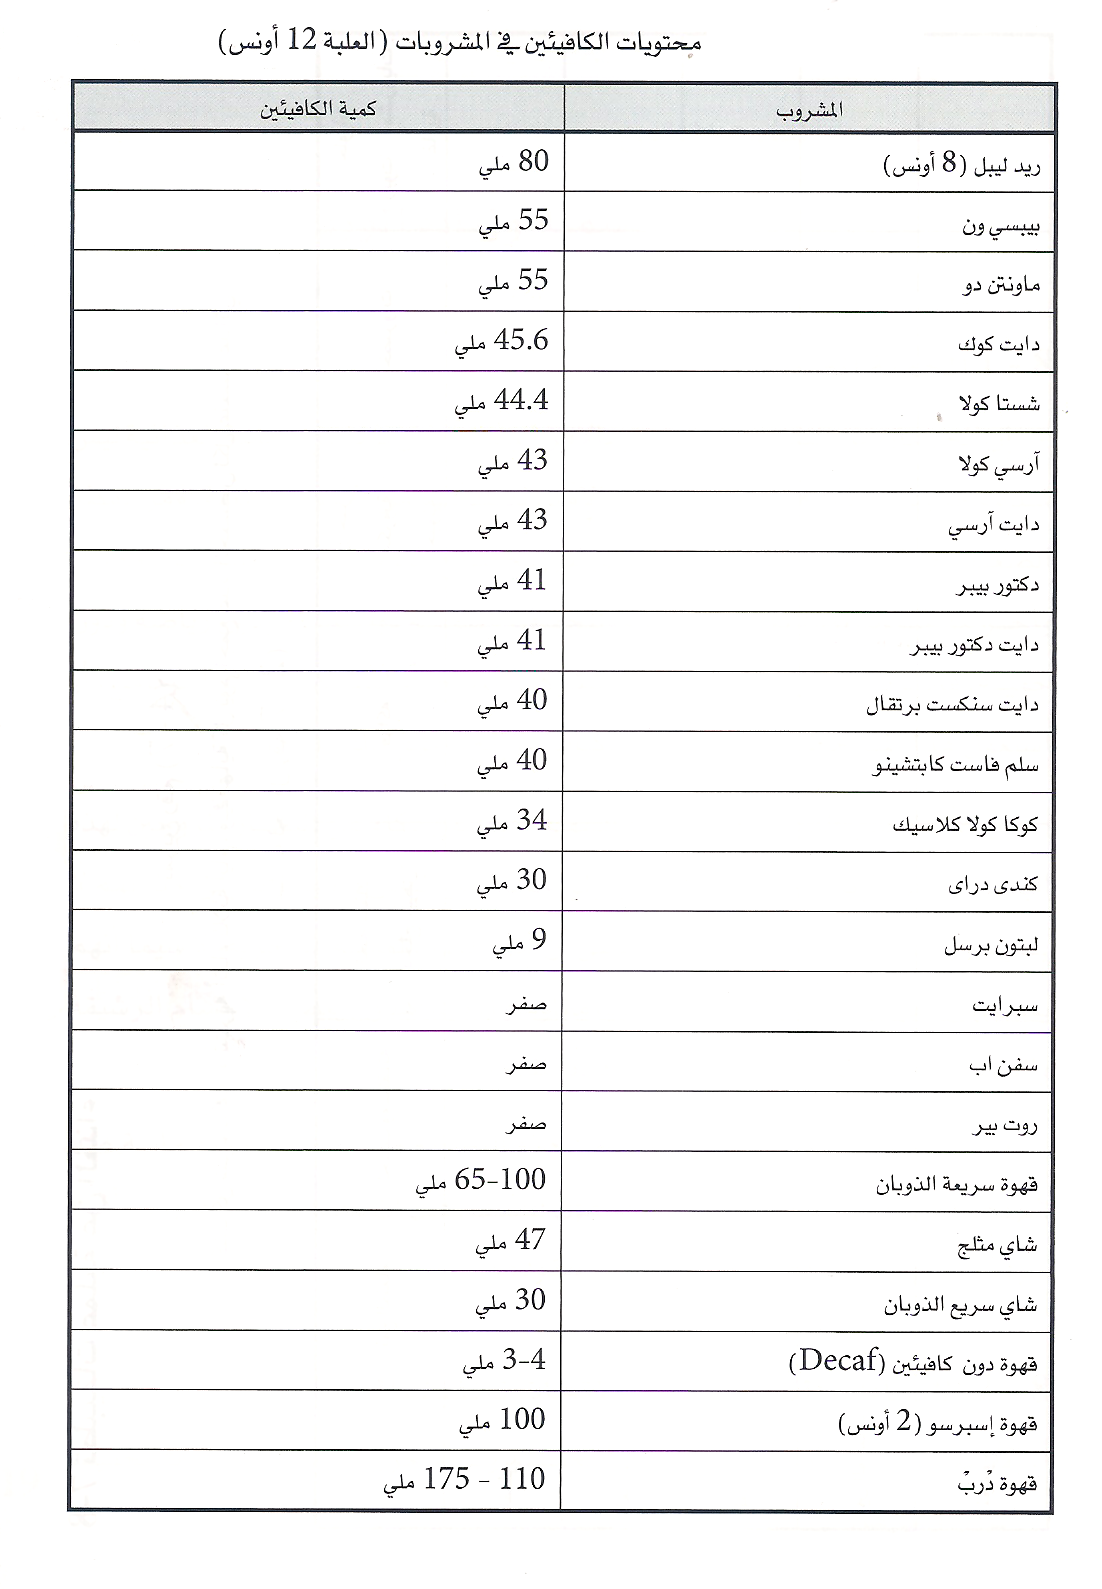 محتويات الكافيئين في المشروبات (العلبة 12 أونس)
المشروب كمية الكافيئين
ريد ليبل (8 أونس) 80 ملي
بيبسي ون 55 ملي
ماونتن دو 55 ملي
دايت كوك 45.6 ملي
شستا كولا 44.4 ملي
آرسي كولا 43 ملي
دايت آرسي 43 ملي
دكتور بيبر 41 ملي
دايت دكتور بيبر 41 ملي
دايت سنكست برتقال 40 ملي
سلم فاست كابتشينو 40 ملي
كوكا كولا كلاسيك 34 ملي
كندى دراى 30 ملي
لبتون برسل 9 ملي
سبرايت صفر
سفن اب صفر
روت بير صفر
قهوة سريعة الذوبان 65-100 ملي
شاي مثلج 47 ملي
شاي سريع الذوبان 30 ملي
قهوة دون كافيئين (Decaf) 3-4 ملي
قهوة إسبرسو (2 أونس) 100 ملي
قهوة دْربْ 110 - 175 ملي